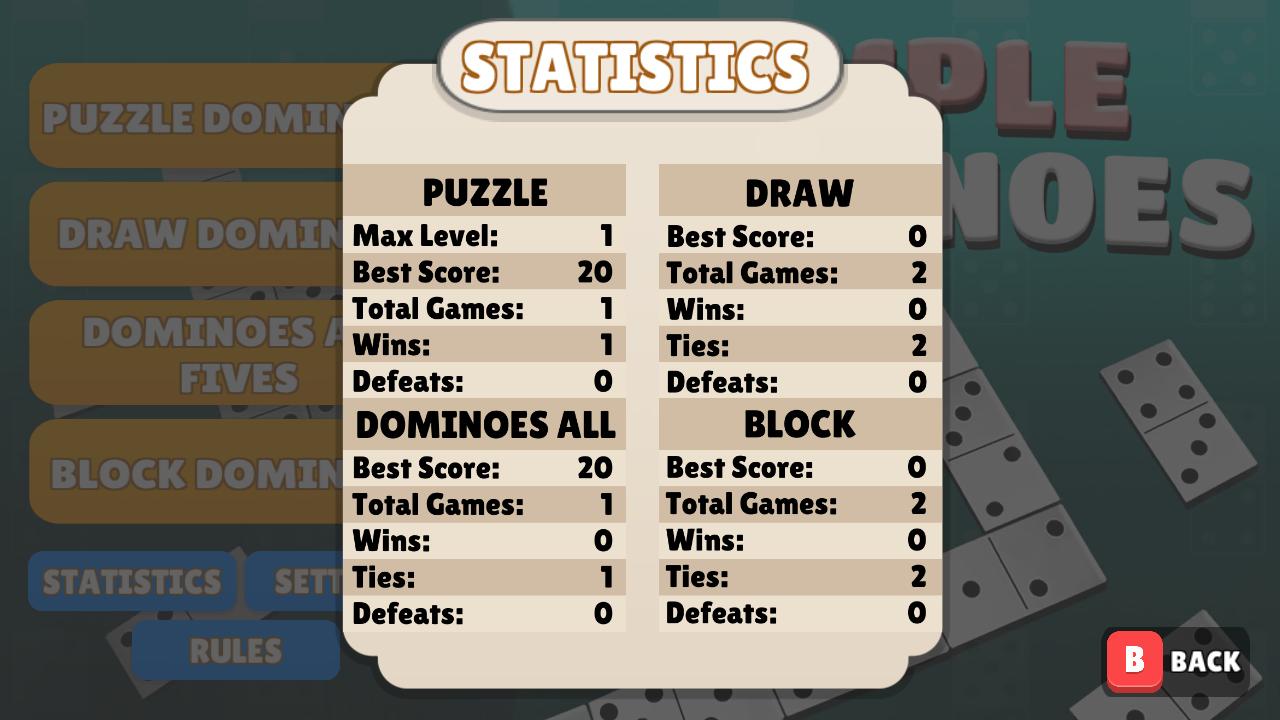 STATISTICS
PLE
NOES
PUZZLE DOMIN
DRAW DOMIN
DOMINOES A
FIVES
BLOCK DOMIN
STATISTICS
SETT
RULES
PUZZLE
Max Level: 1
Best Score: 20
Total Games: 1
Wins: 1
Defeats: 0
DRAW
Best Score: 0
Total Games: 2
Wins: 0
Ties: 2
Defeats: 0
DOMINOES ALL
Best Score: 20
Total Games: 1
Wins: 0
Ties: 1
Defeats: 0
BLOCK
Best Score: 0
Total Games: 2
Wins: 0
Ties: 2
Defeats: 0
B BACK